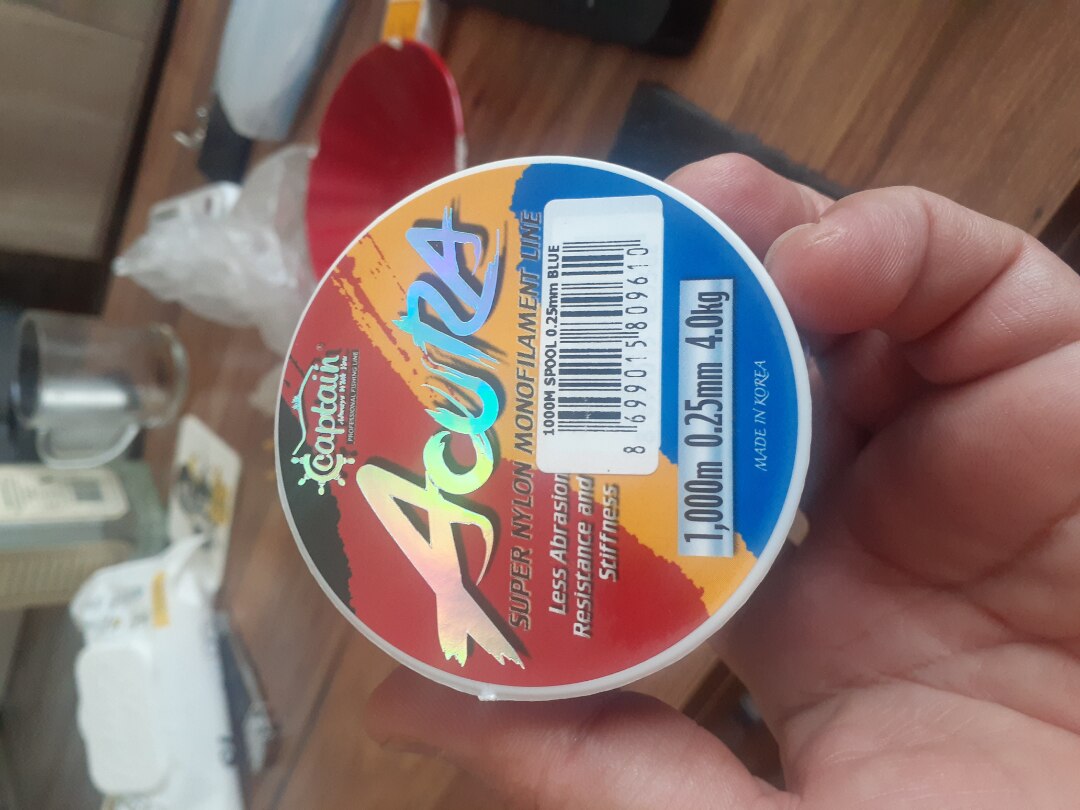 captain
Always With You
PROFESSIONAL FISHING LINE
ACURA
SUPER NYLON MONOFILAMENT LINE
1000M SPOOL 0.25mm BLUE
8 699015 809610
Less Abrasion
Resistance and
Stiffness
1,000m 0.25mm 4.0kg
MADE IN KOREA